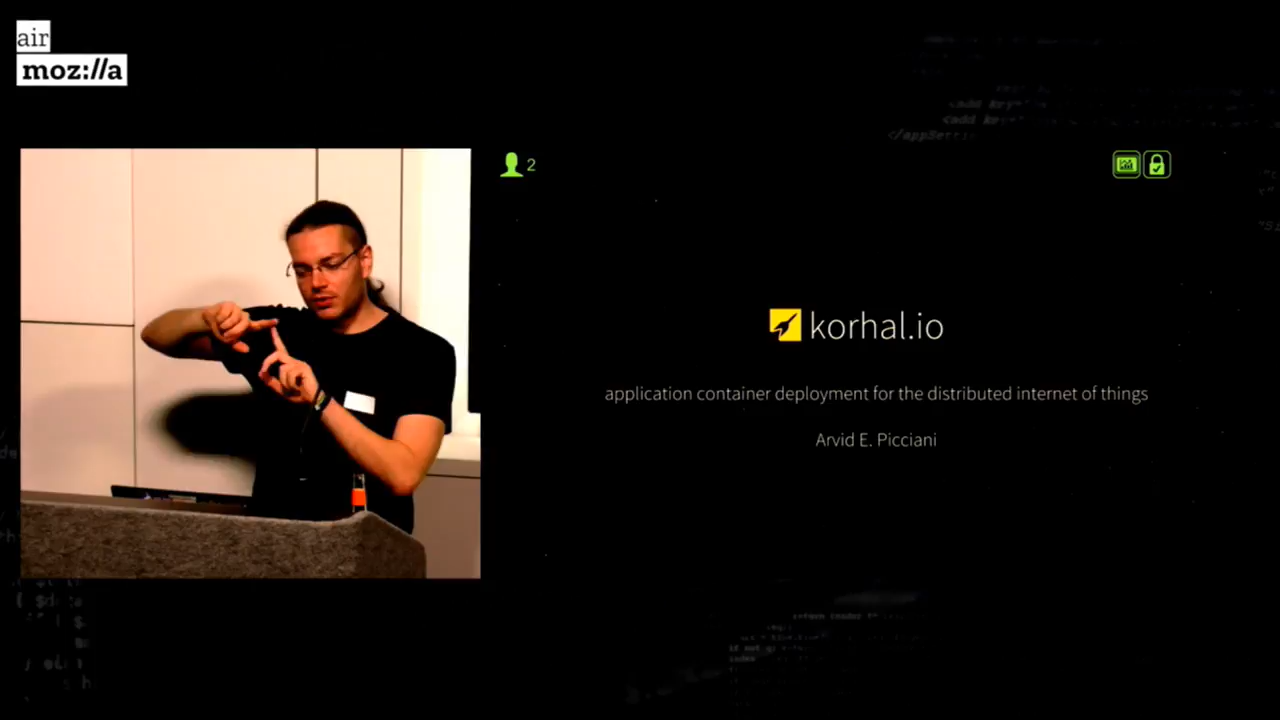 air
moz://a
2
korhal.io
application container deployment for the distributed internet of things
Arvid E. Picciani